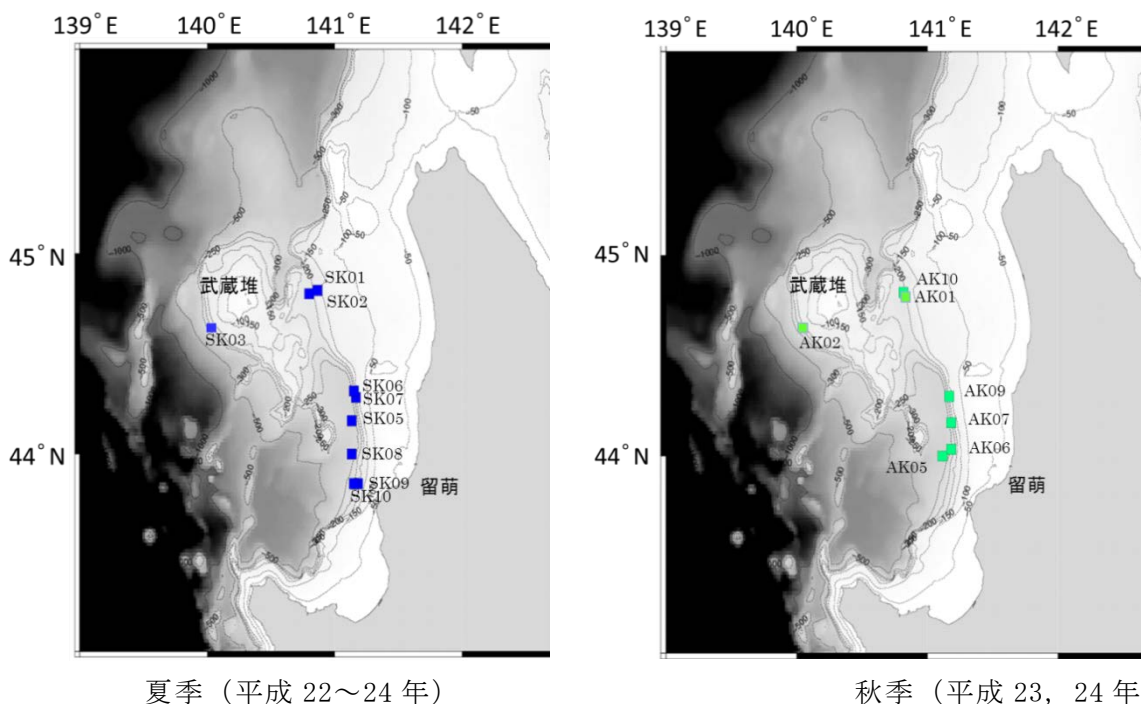 139°E 140°E 141°E 142°E
139°E 140°E 141°E 142°E
45°N
武蔵堆
SK01
SK02
SK03
SK06
SK07
SK05
44°N
SK08
SK09
SK10
留萌
夏季（平成 22～24 年）
45°N
武蔵堆
AK10
AK01
AK02
AK09
AK07
AK06
AK05
44°N
留萌
秋季（平成 23, 24 年